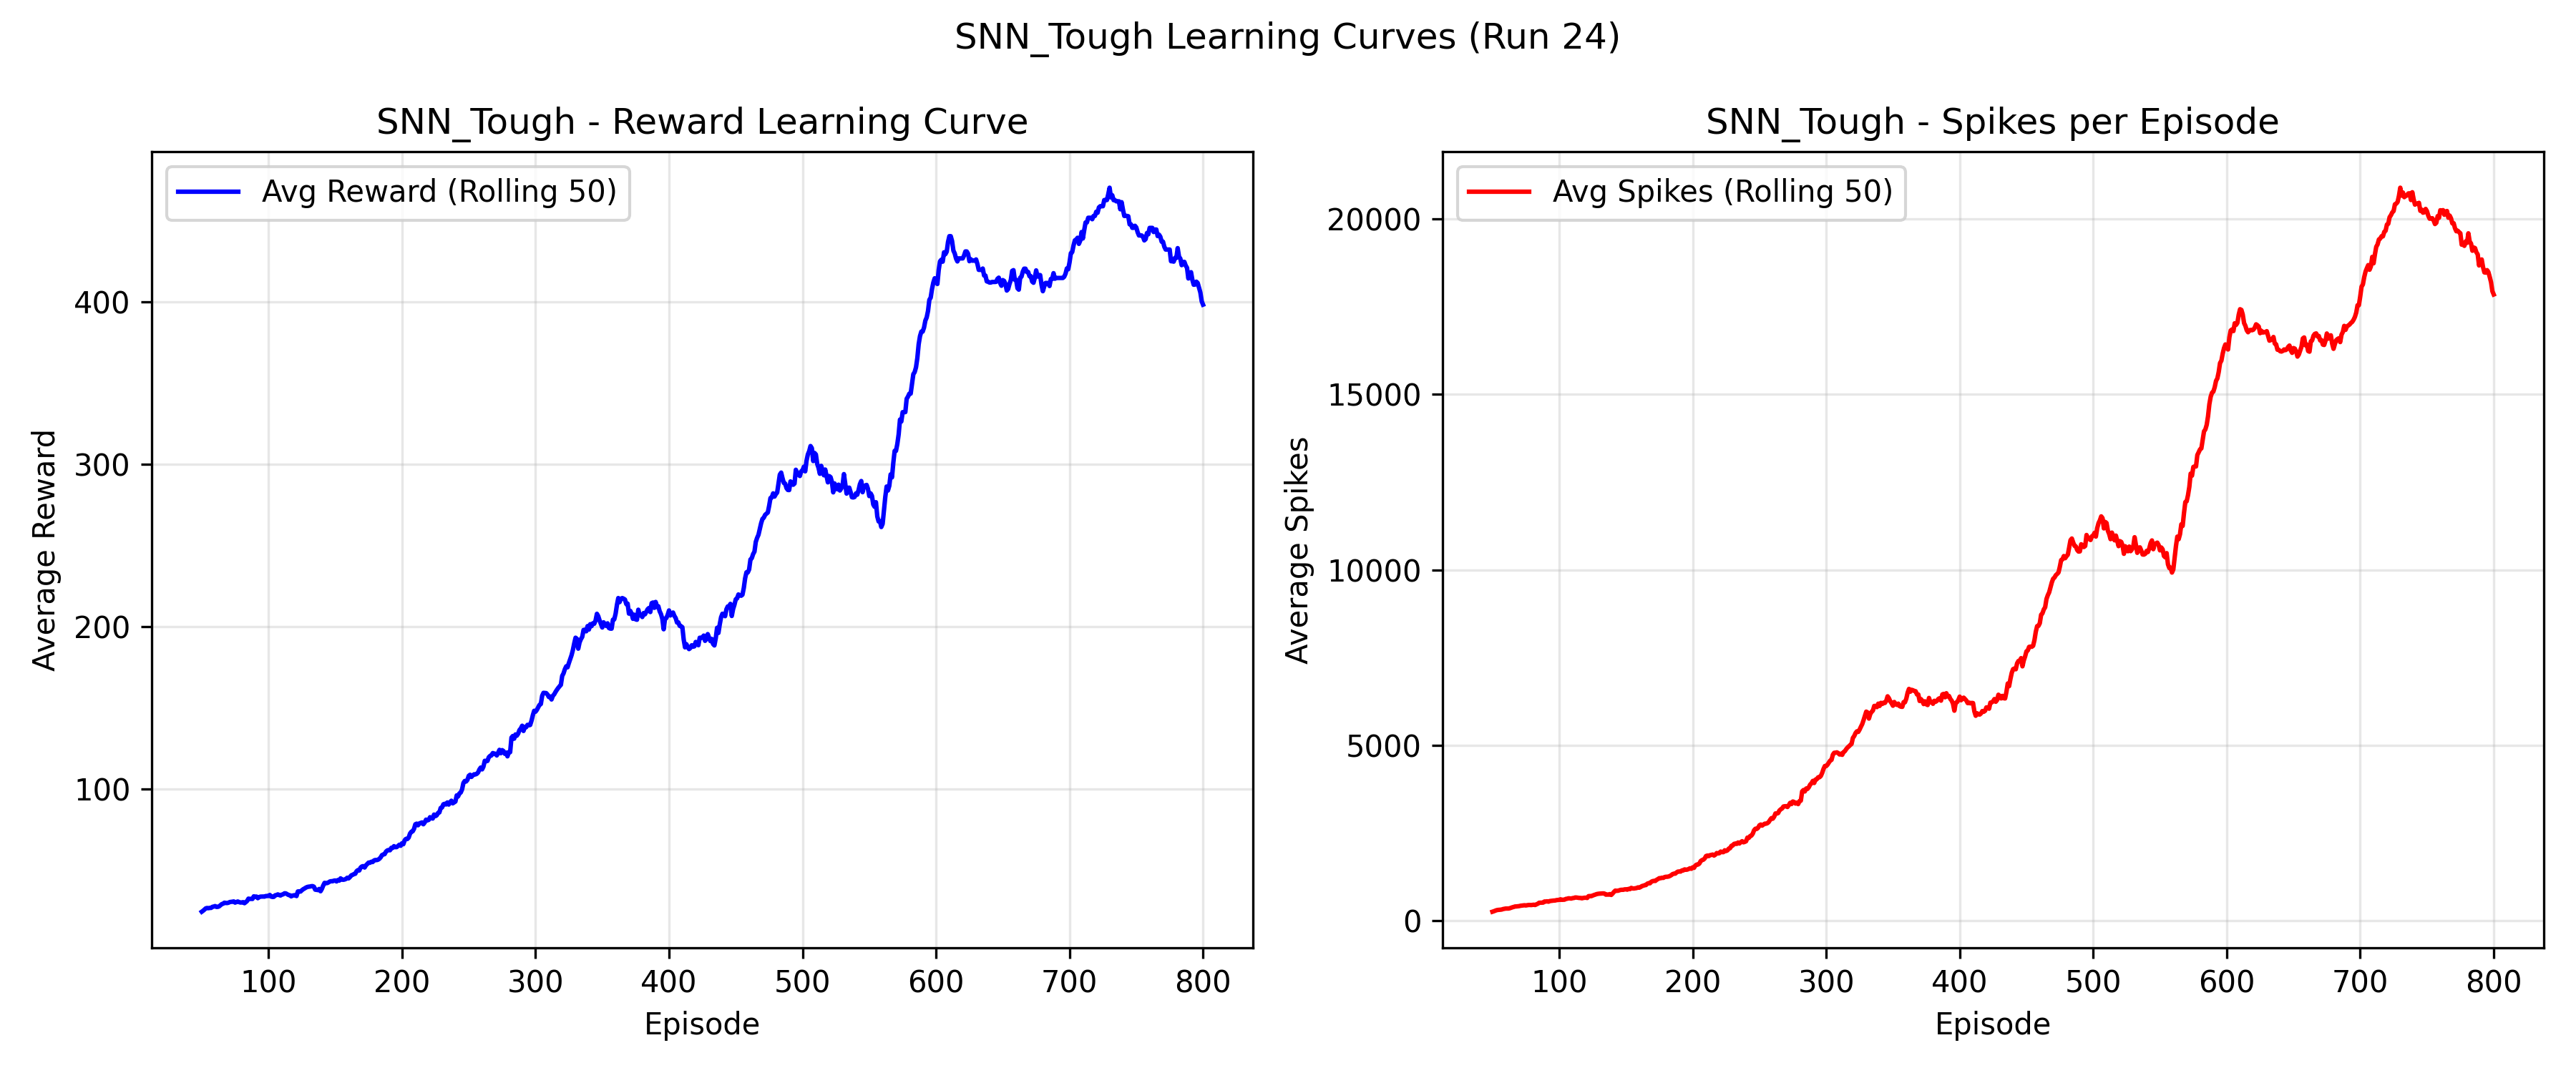 SNN_Tough Learning Curves (Run 24)
SNN_Tough - Reward Learning Curve
Avg Reward (Rolling 50)
Average Reward
400
300
200
100
100 200 300 400 500 600 700 800
Episode
SNN_Tough - Spikes per Episode
Avg Spikes (Rolling 50)
Average Spikes
20000
15000
10000
5000
0
100 200 300 400 500 600 700 800
Episode